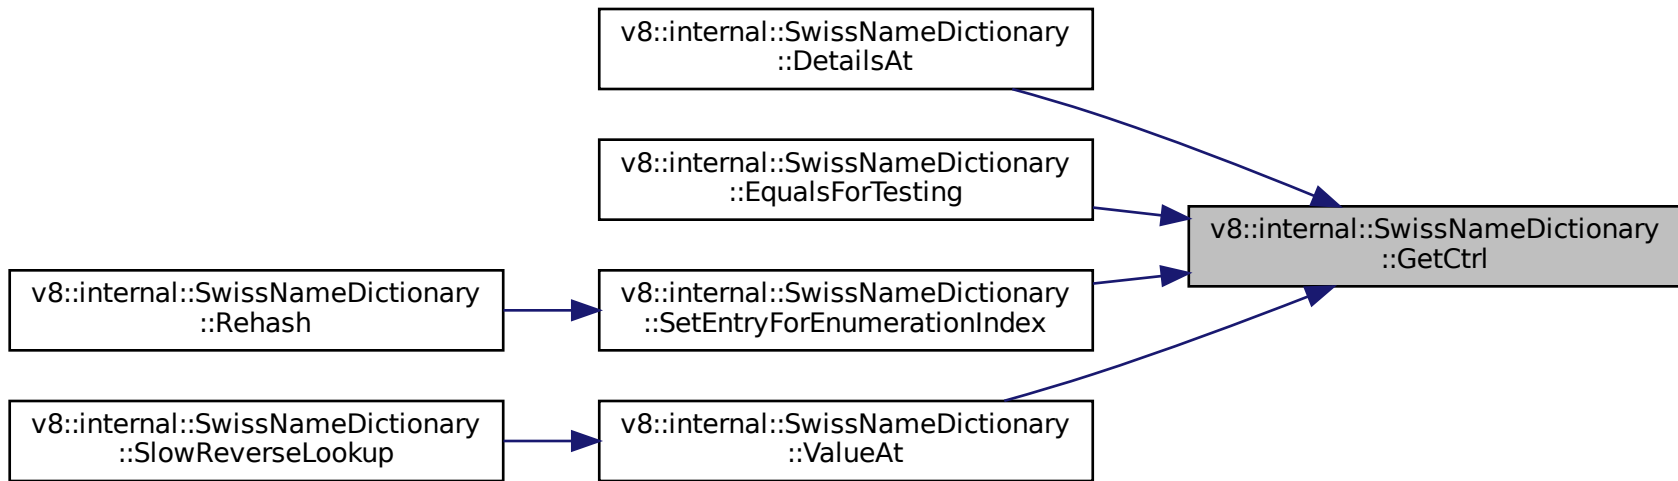 v8::internal::SwissNameDictionary
::DetailsAt
v8::internal::SwissNameDictionary
::EqualsForTesting
v8::internal::SwissNameDictionary
::GetCtrl
v8::internal::SwissNameDictionary
::Rehash
v8::internal::SwissNameDictionary
::SetEntryForEnumerationIndex
v8::internal::SwissNameDictionary
::SlowReverseLookup
v8::internal::SwissNameDictionary
::ValueAt